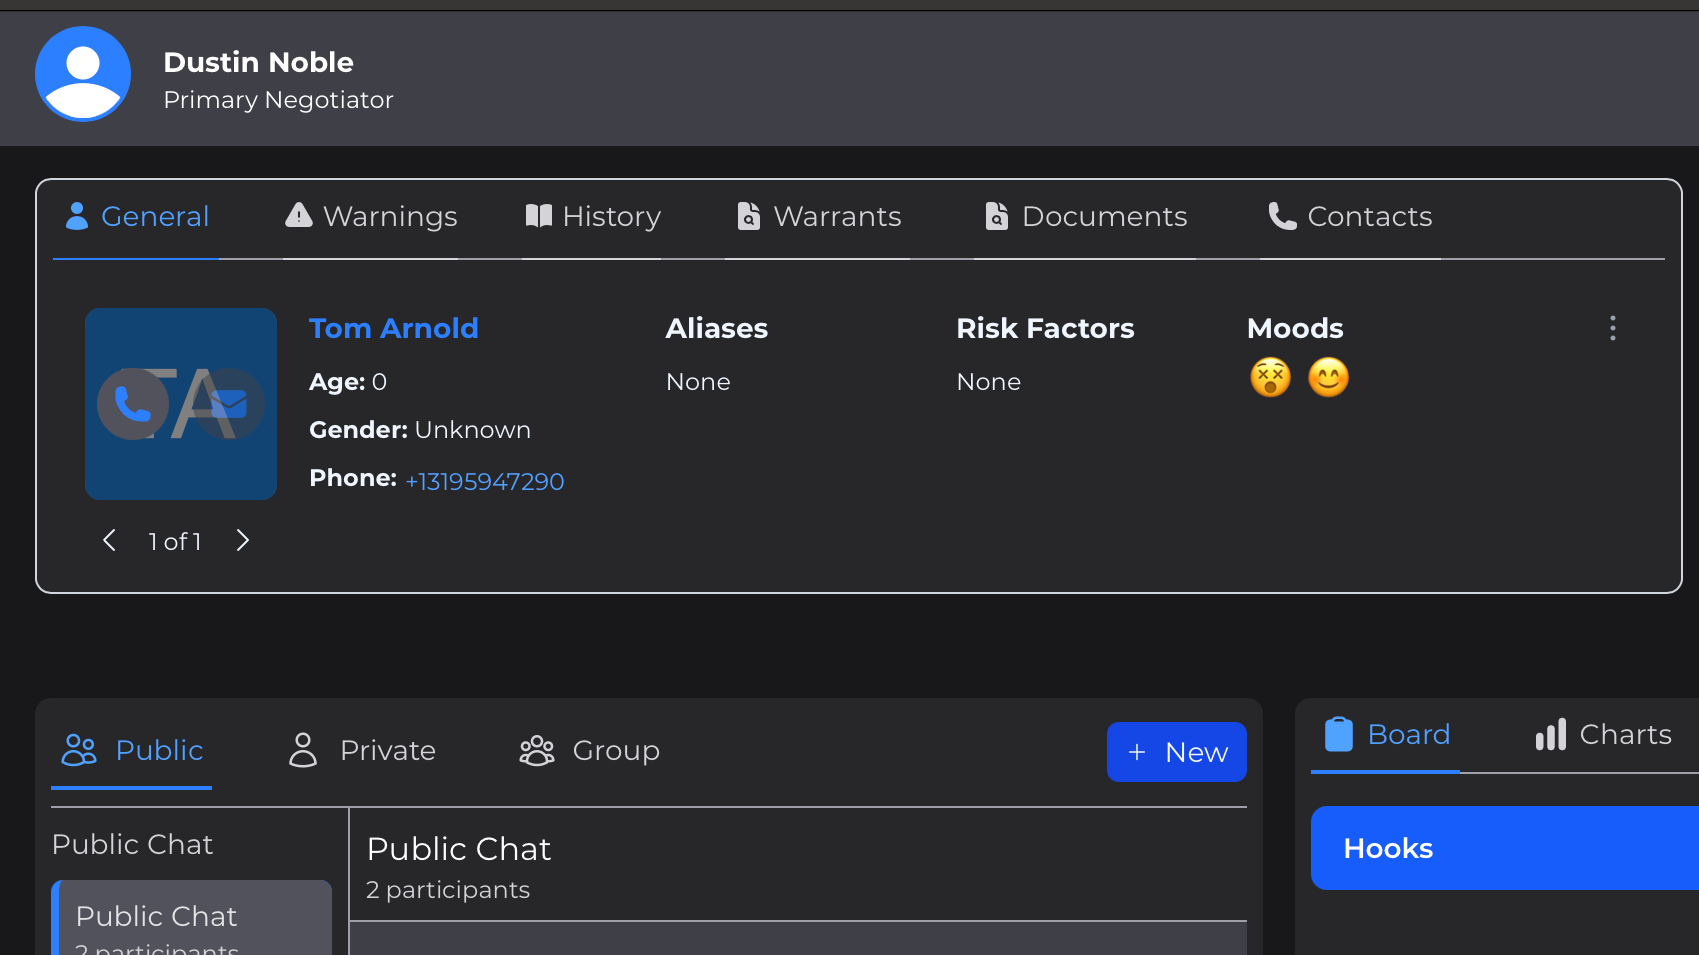 Dustin Noble
Primary Negotiator
General
Warnings
History
Warrants
Documents
Contacts
TA
Tom Arnold
Age: 0
Gender: Unknown
Phone: +13195947290
Aliases
None
Risk Factors
None
Moods
1 of 1
Public
Private
Group
+ New
Public Chat
Public Chat
2 participants
Public Chat
2 participants
Board
Charts
Hooks